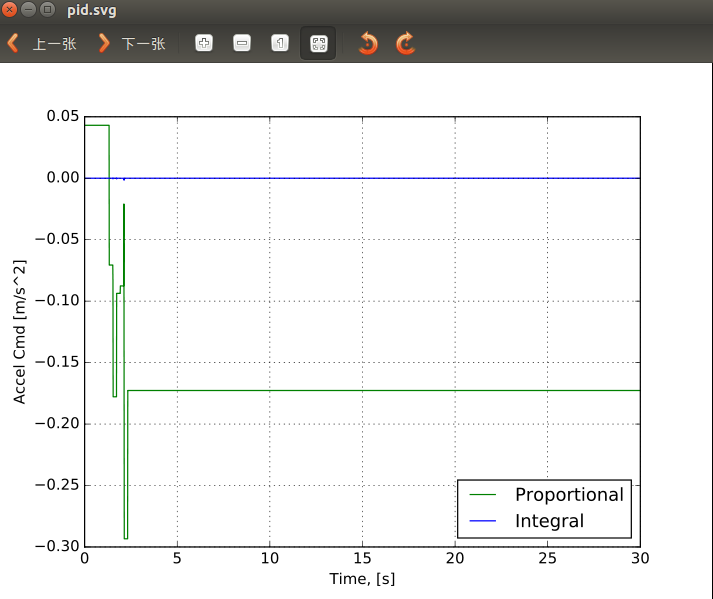 pid.svg
上一张 下一张
0.05
0.00
−0.05
−0.10
−0.15
−0.20
−0.25
−0.30
Accel Cmd [m/s^2]
Proportional
Integral
0 5 10 15 20 25 30
Time, [s]